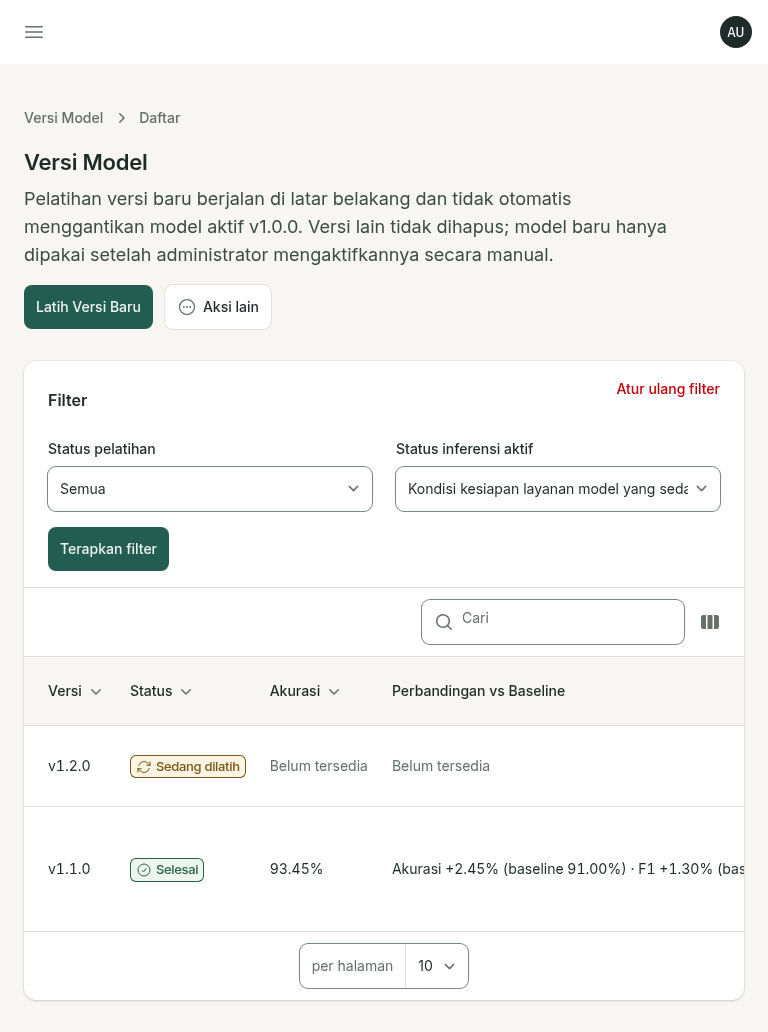 AU
Versi Model > Daftar
Versi Model
Pelatihan versi baru berjalan di latar belakang dan tidak otomatis
menggantikan model aktif v1.0.0. Versi lain tidak dihapus; model baru hanya
dipakai setelah administrator mengaktifkannya secara manual.
Latih Versi Baru Aksi lain
Atur ulang filter
Filter
Status pelatihan Status inferensi aktif
Semua Kondisi kesiapan layanan model yang seda
Terapkan filter
Cari
Versi Status Akurasi Perbandingan vs Baseline
v1.2.0 Sedang dilatih Belum tersedia Belum tersedia
v1.1.0 Selesai 93.45% Akurasi +2.45% (baseline 91.00%) · F1 +1.30% (bas
per halaman 10